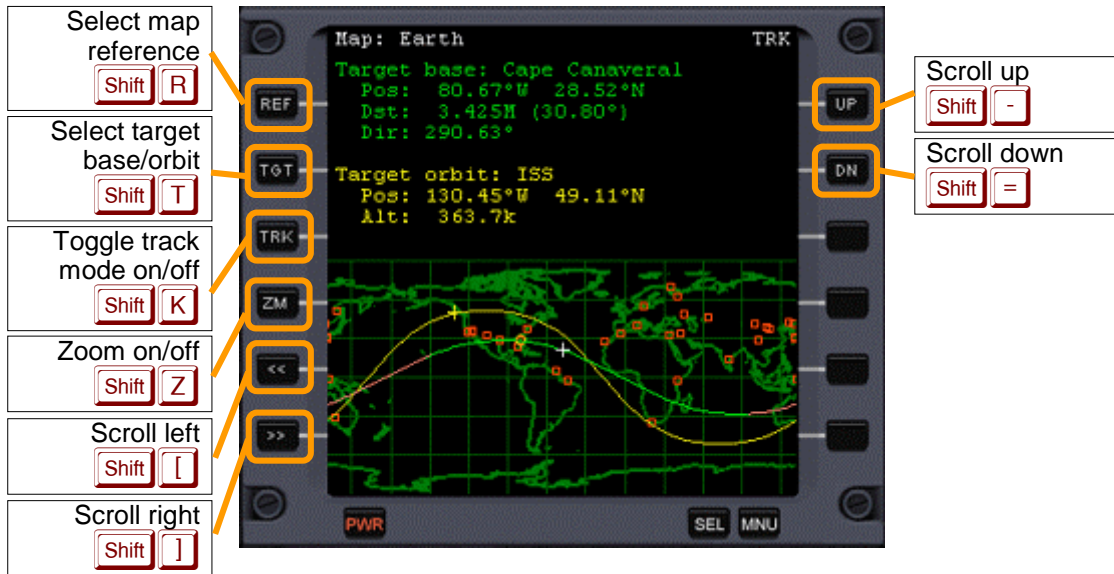 Select map
reference
Shift R
Select target
base/orbit
Shift T
Toggle track
mode on/off
Shift K
Zoom on/off
Shift Z
Scroll left
Shift [
Scroll right
Shift ]
REF
TGT
TRK
ZM
<<
>>
Map: Earth TRK
Target base: Cape Canaveral
Pos: 80.67°W 28.52°N
Dst: 3.425M (30.80°)
Dir: 290.63°
Target orbit: ISS
Pos: 130.45°W 49.11°N
Alt: 363.7k
PWR
SEL MNU
UP
DN
Scroll up
Shift -
Scroll down
Shift =